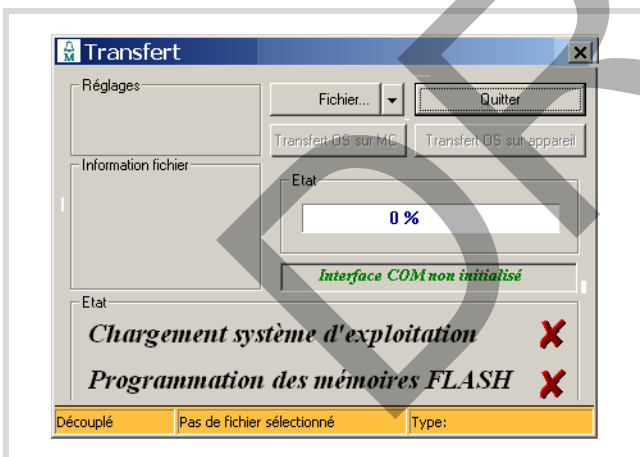 Transfert
Réglages
Fichier...
Quitter
Transfert OS sur MC
Transfert OS sur appareil
Information fichier
Etat
0 %
Interface COM non initialisé
Etat
Chargement système d'exploitation
Programmation des mémoires FLASH
Découplé
Pas de fichier sélectionné
Type: